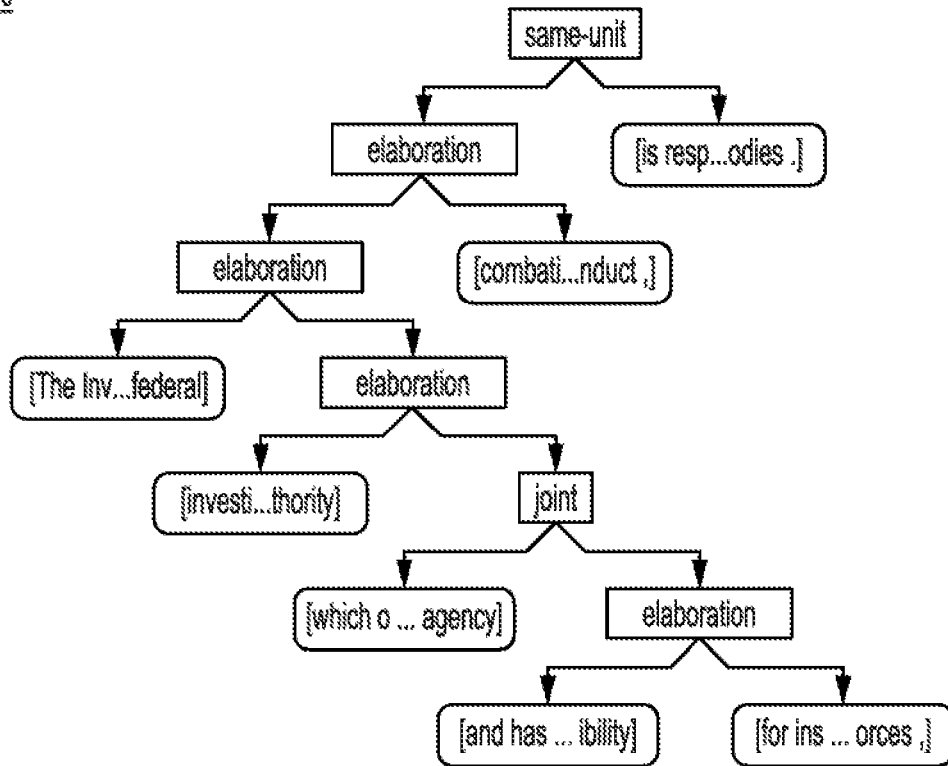 same-unit
elaboration
[is resp...odies .]
elaboration
[combati...nduct ,]
[The Inv...federal]
elaboration
[investi...thority]
joint
[which o ... agency]
elaboration
[and has ... ibility]
[for ins ... orces ,]